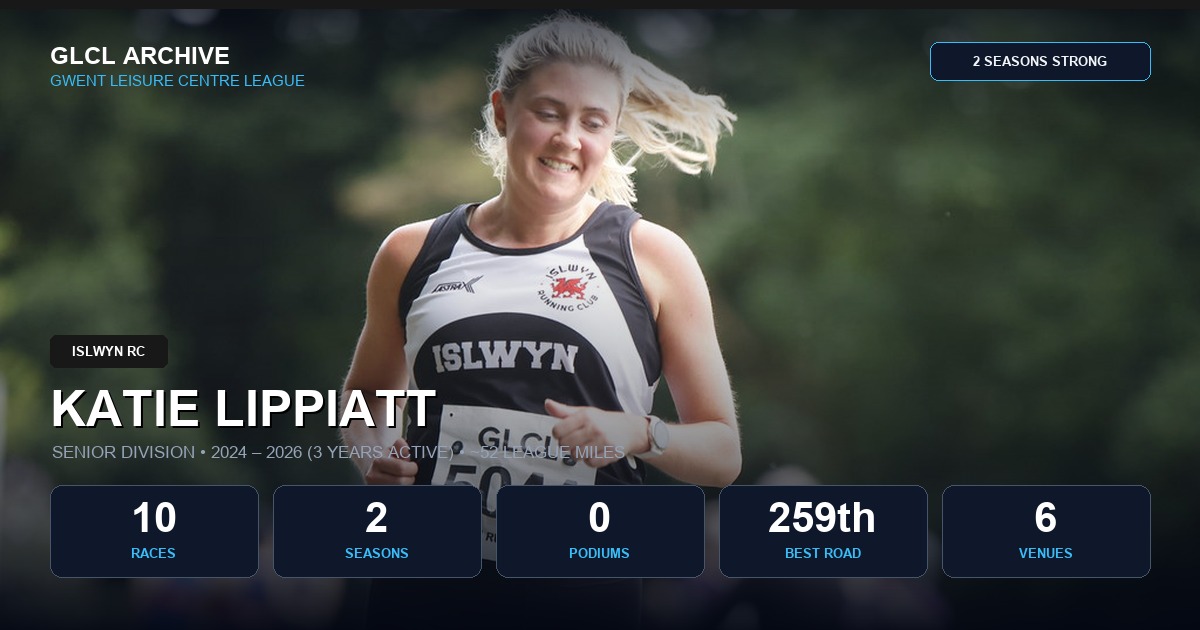 GLCL ARCHIVE
GWENT LEISURE CENTRE LEAGUE
2 SEASONS STRONG
ISLWYN
RUNNING CLUB
ISLWYN
ISLWYN RC
KATIE LIPPIATT
GLCL
SENIOR DIVISION • 2024 – 2026 (3 YEARS ACTIVE) • ~52 LEAGUE MILES
10
RACES
2
SEASONS
0
PODIUMS
259th
BEST ROAD
6
VENUES